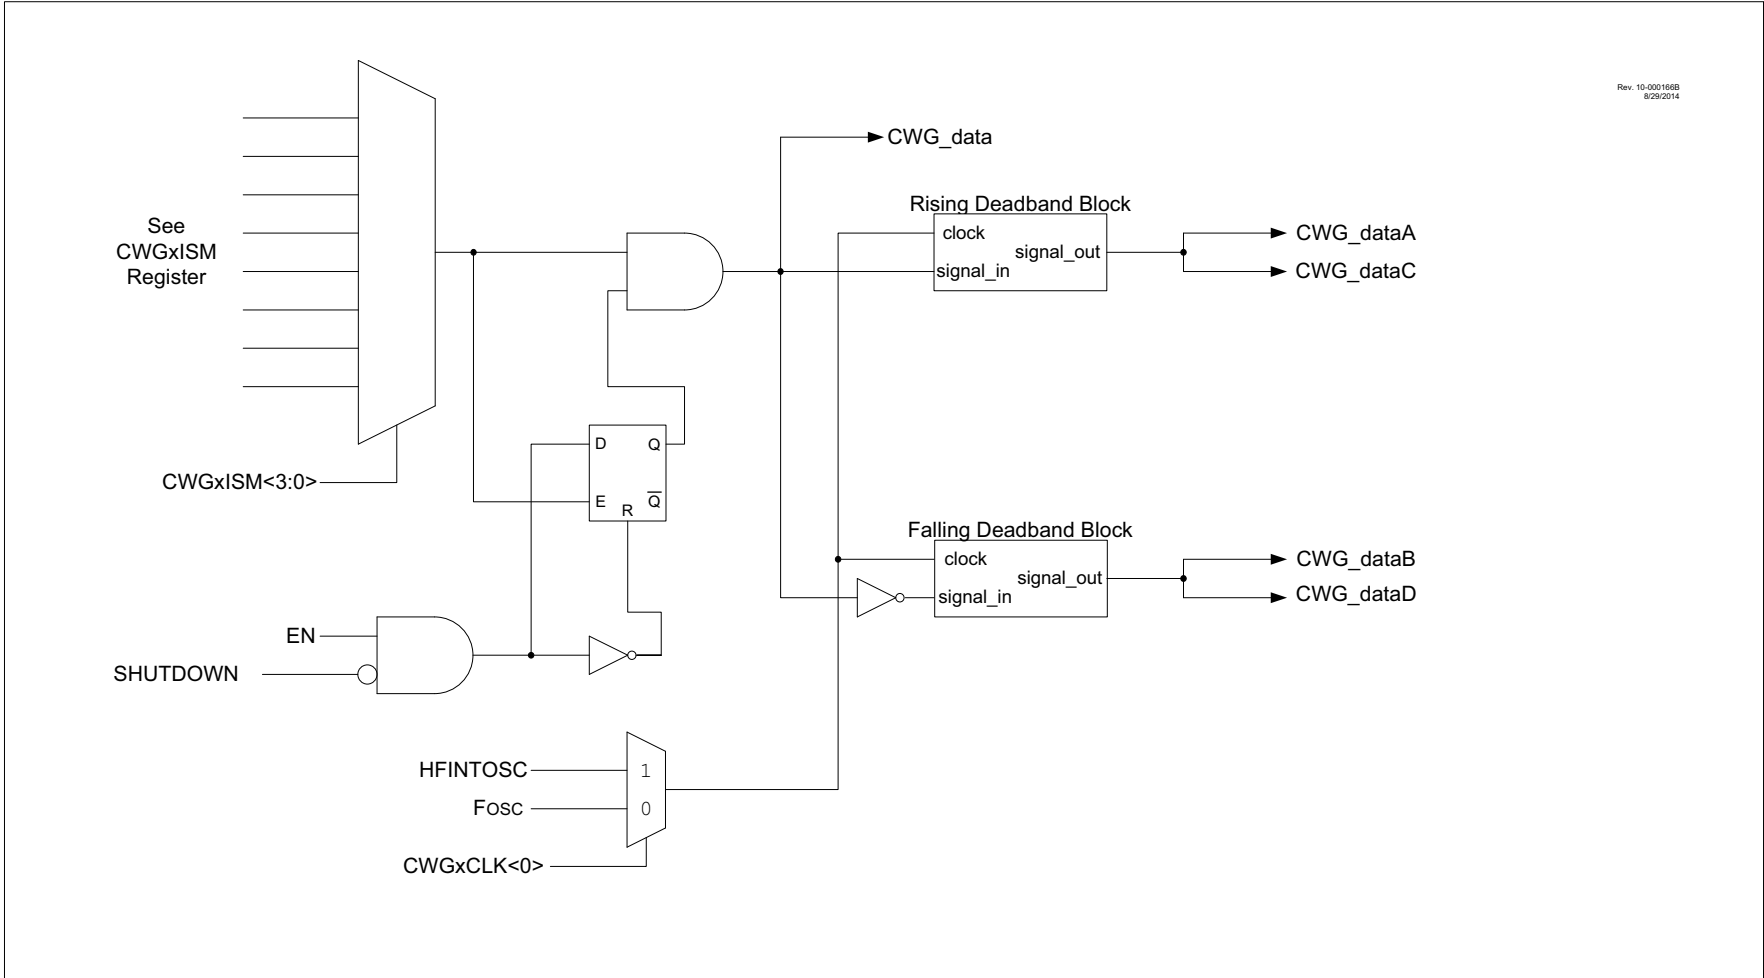 Rev. 10-000166B
8/29/2014
CWG_data
Rising Deadband Block
clock
signal_out
signal_in
CWG_dataA
CWG_dataC
See
CWGxISM
Register
D
Q
E
R
Q̅
CWGxISM<3:0>
Falling Deadband Block
clock
signal_out
signal_in
CWG_dataB
CWG_dataD
EN
SHUTDOWN
HFINTOSC
1
FOSC
0
CWGxCLK<0>